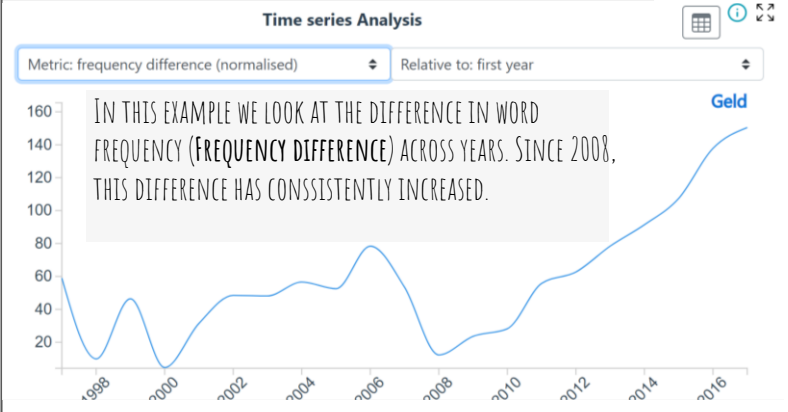 Time series Analysis
Metric: frequency difference (normalised)
Relative to: first year
Geld
In this example we look at the difference in word
frequency (Frequency difference) across years. Since 2008,
this difference has conssistently increased.
160
140
120
100
80
60
40
20
1998
2000
2002
2004
2006
2008
2010
2012
2014
2016